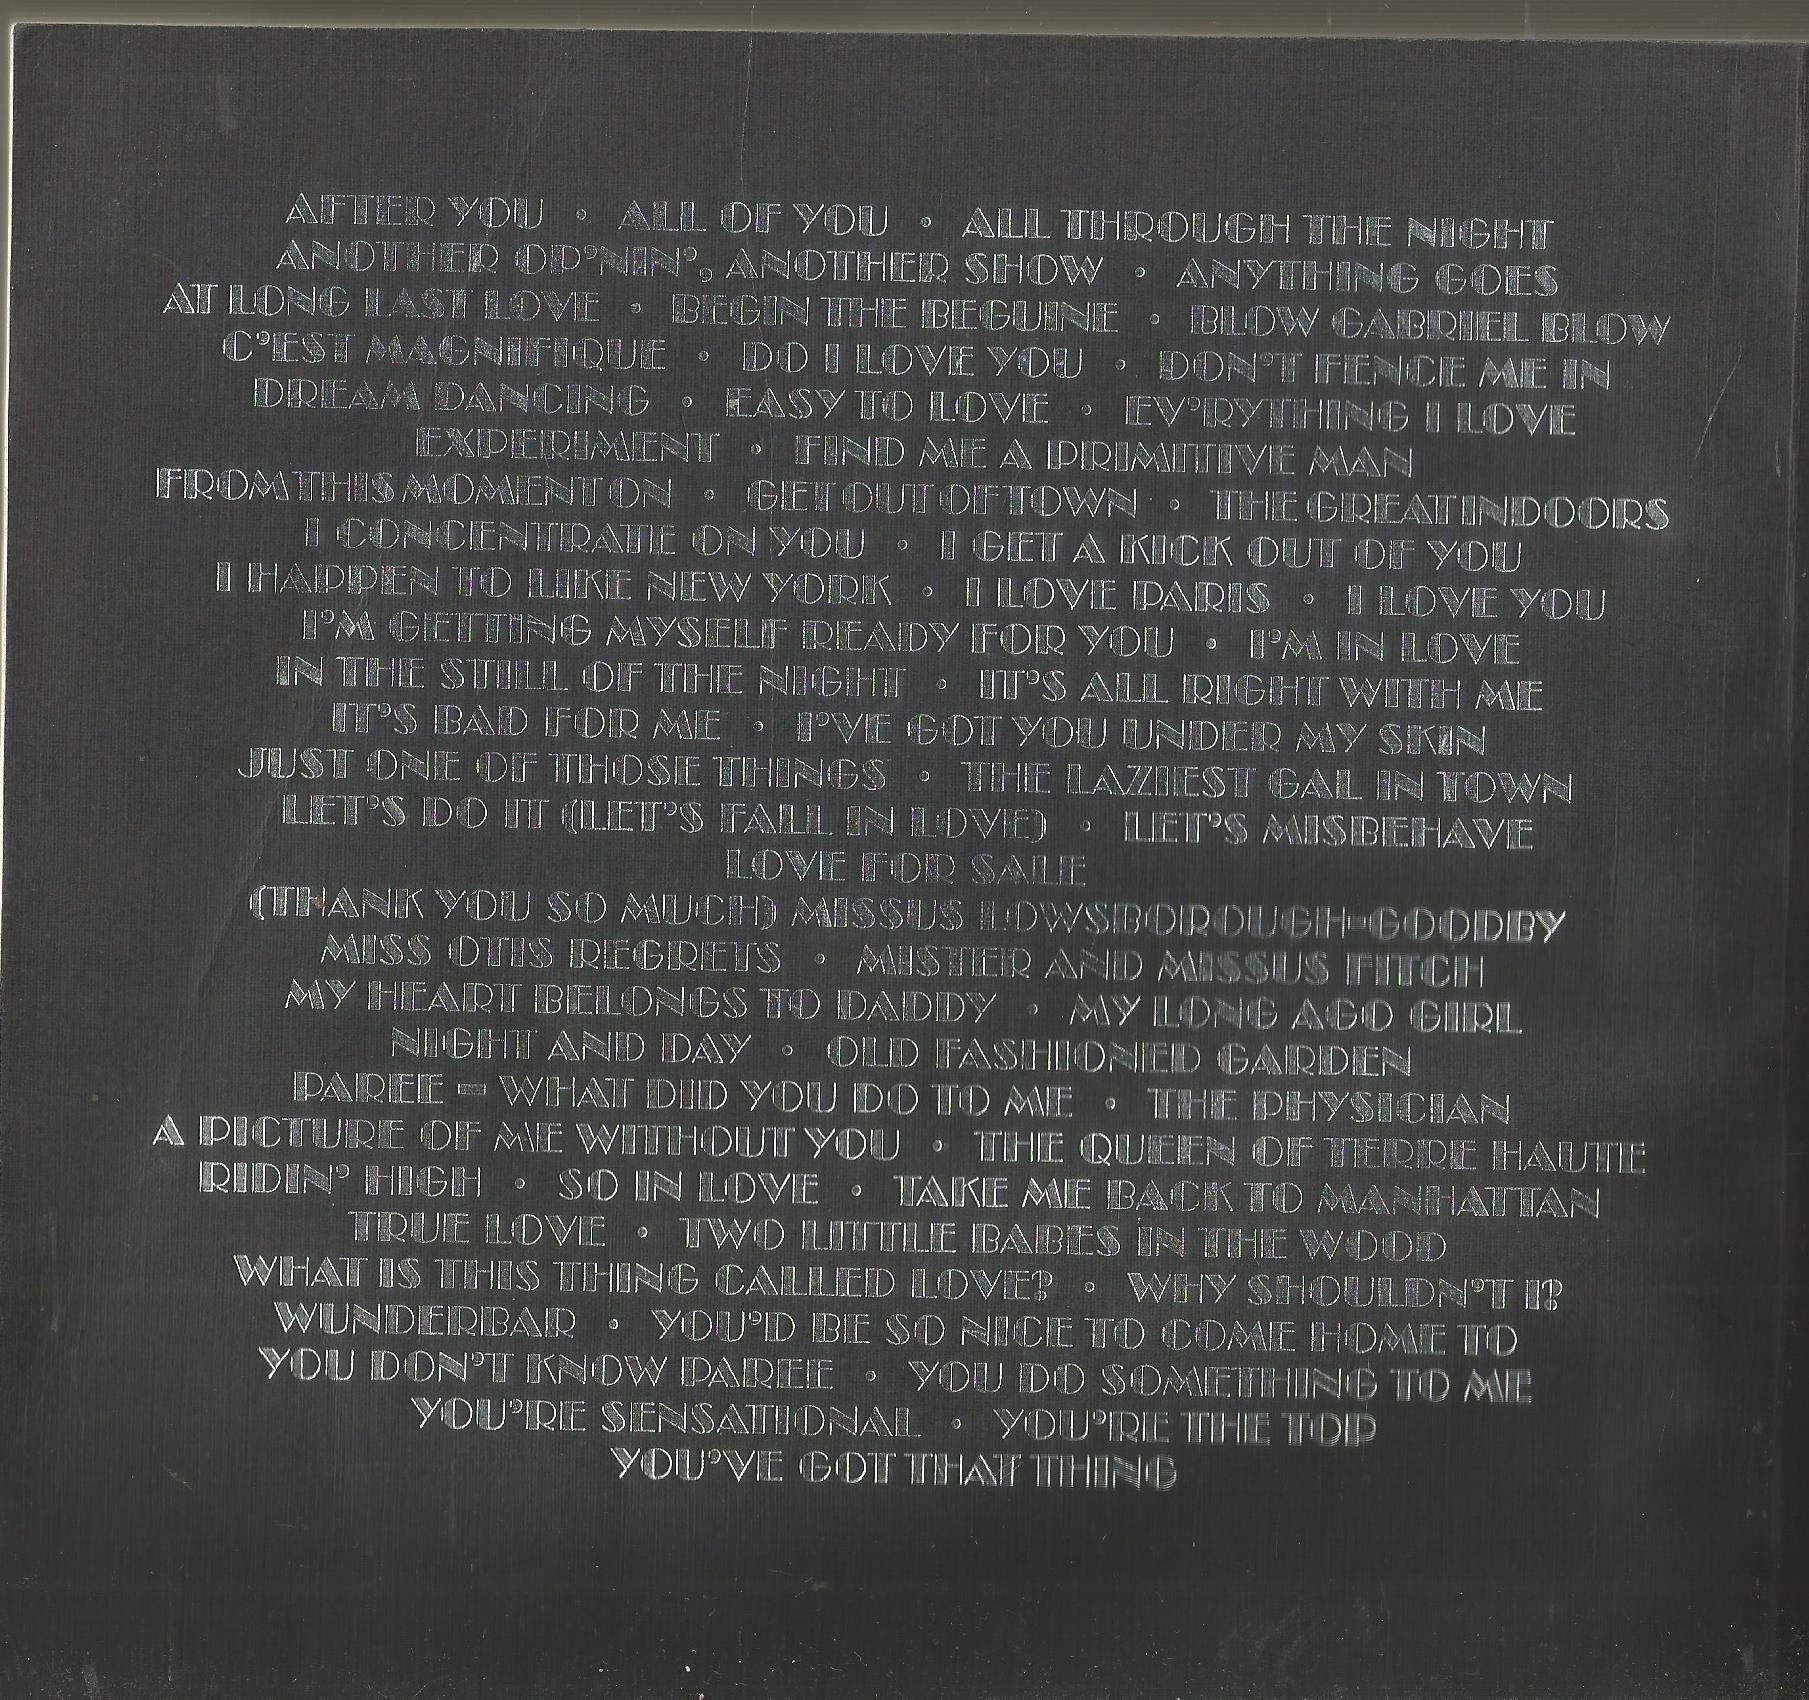 AFTER YOU • ALL OF YOU • ALL THROUGH THE NIGHT
ANOTHER OP'NIN', ANOTHER SHOW • ANYTHING GOES
AT LONG LAST LOVE • BEGIN THE BEGUINE • BLOW GABRIEL BLOW
C'EST MAGNIFIQUE • DO I LOVE YOU • DON'T FENCE ME IN
DREAM DANCING • EASY TO LOVE • EV'RYTHING I LOVE
EXPERIMENT • FIND ME A PRIMITIVE MAN
FROM THIS MOMENT ON • GET OUT OF TOWN • THE GREAT INDOORS
I CONCENTRATE ON YOU • I GET A KICK OUT OF YOU
I HAPPEN TO LIKE NEW YORK • I LOVE PARIS • I LOVE YOU
I'M GETTING MYSELF READY FOR YOU • I'M IN LOVE
IN THE STILL OF THE NIGHT • IT'S ALL RIGHT WITH ME
IT'S BAD FOR ME • I'VE GOT YOU UNDER MY SKIN
JUST ONE OF THOSE THINGS • THE LAZIEST GAL IN TOWN
LET'S DO IT (LET'S FALL IN LOVE) • LET'S MISBEHAVE
LOVE FOR SALE
(THANK YOU SO MUCH) MISSUS LOWSBOROUGH-GOODBY
MISS OTIS REGRETS • MISTER AND MISSUS FITCH
MY HEART BELONGS TO DADDY • MY LONG AGO GIRL
NIGHT AND DAY • OLD FASHIONED GARDEN
PAREE - WHAT DID YOU DO TO ME • THE PHYSICIAN
A PICTURE OF ME WITHOUT YOU • THE QUEEN OF TERRE HAUTE
RIDIN' HIGH • SO IN LOVE • TAKE ME BACK TO MANHATTAN
TRUE LOVE • TWO LITTLE BABES IN THE WOOD
WHAT IS THIS THING CALLED LOVE? • WHY SHOULDN'T I?
WUNDERBAR • YOU'D BE SO NICE TO COME HOME TO
YOU DON'T KNOW PAREE • YOU DO SOMETHING TO ME
YOU'RE SENSATIONAL • YOU'RE THE TOP
YOU'VE GOT THAT THING